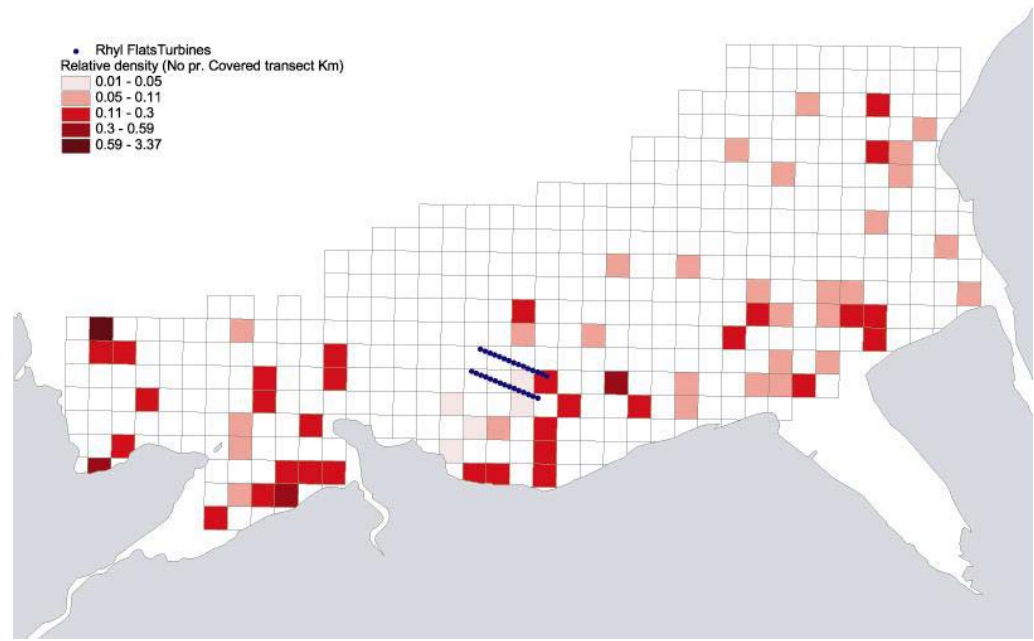 Rhyl FlatsTurbines
Relative density (No pr. Covered transect Km)
0.01 - 0.05
0.05 - 0.11
0.11 - 0.3
0.3 - 0.59
0.59 - 3.37